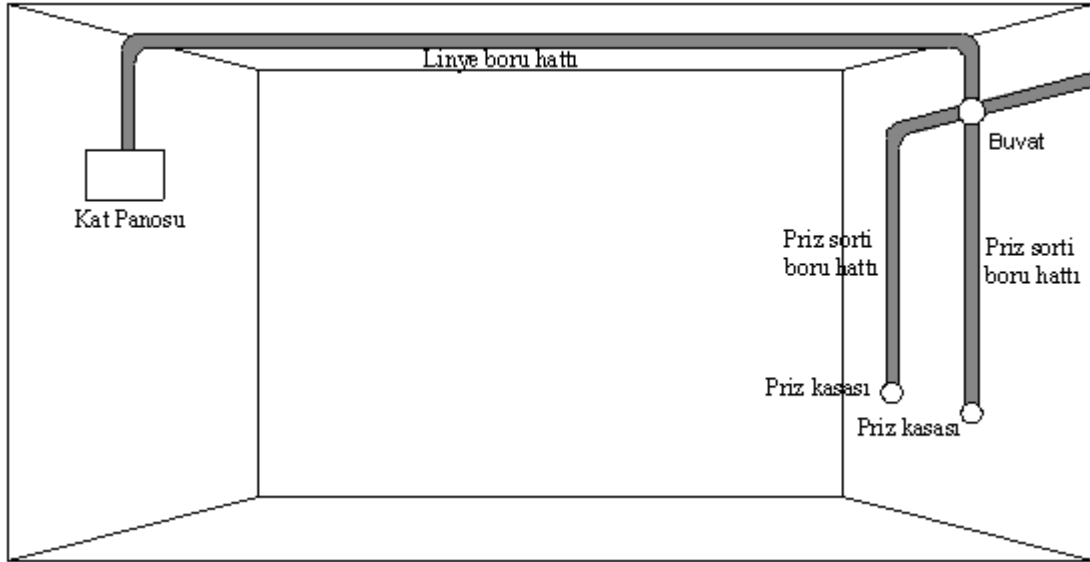 Linye boru hattı
Buvat
Kat Panosu
Priz sorti
boru hattı
Priz sorti
boru hattı
Priz kasası
Priz kasası